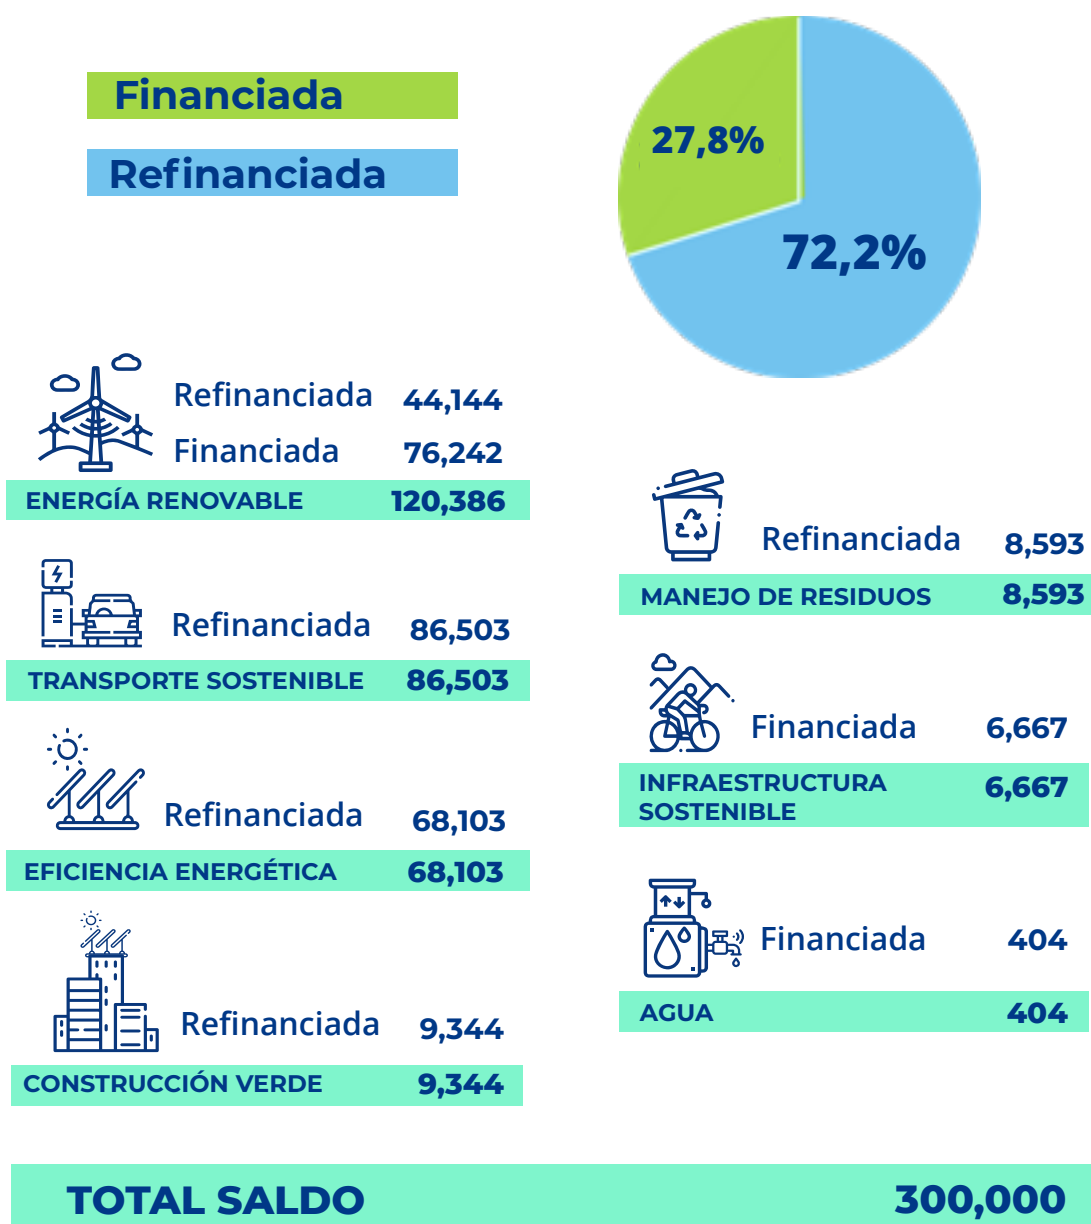 Financiada
Refinanciada
27,8%
72,2%
Refinanciada 44,144
Financiada 76,242
ENERGÍA RENOVABLE 120,386
Refinanciada 86,503
TRANSPORTE SOSTENIBLE 86,503
Refinanciada 68,103
EFICIENCIA ENERGÉTICA 68,103
Refinanciada 9,344
CONSTRUCCIÓN VERDE 9,344
Refinanciada 8,593
MANEJO DE RESIDUOS 8,593
Financiada 6,667
INFRAESTRUCTURA 6,667
SOSTENIBLE
Financiada 404
AGUA 404
TOTAL SALDO 300,000